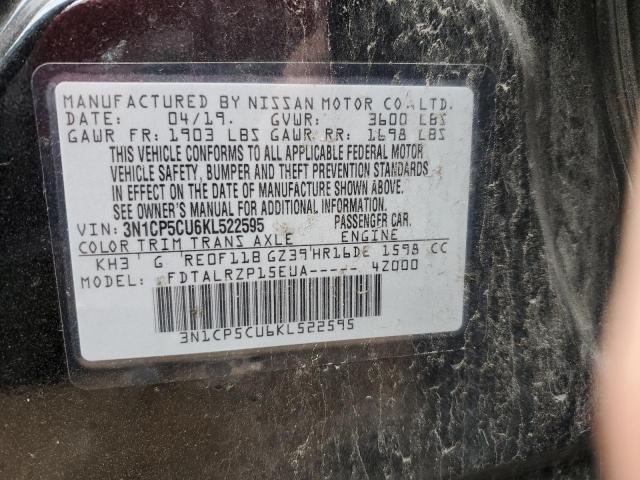 MANUFACTURED BY NISSAN MOTOR CO.,LTD.
DATE: 04/19. GVWR: 3600 LBS
GAWR FR: 1903 LBS GAWR RR: 1698 LBS
THIS VEHICLE CONFORMS TO ALL APPLICABLE FEDERAL MOTOR
VEHICLE SAFETY, BUMPER AND THEFT PREVENTION STANDARDS
IN EFFECT ON THE DATE OF MANUFACTURE SHOWN ABOVE.
SEE OWNER'S MANUAL FOR ADDITIONAL INFORMATION.
VIN: 3N1CP5CU6KL522595 PASSENGER CAR.
COLOR TRIM TRANS AXLE ENGINE
KH3 G RE0F11B GZ39 HR16DE 1598 CC
MODEL: FDTALRZP15EUA----- 42000
3N1CP5CU6KL522595